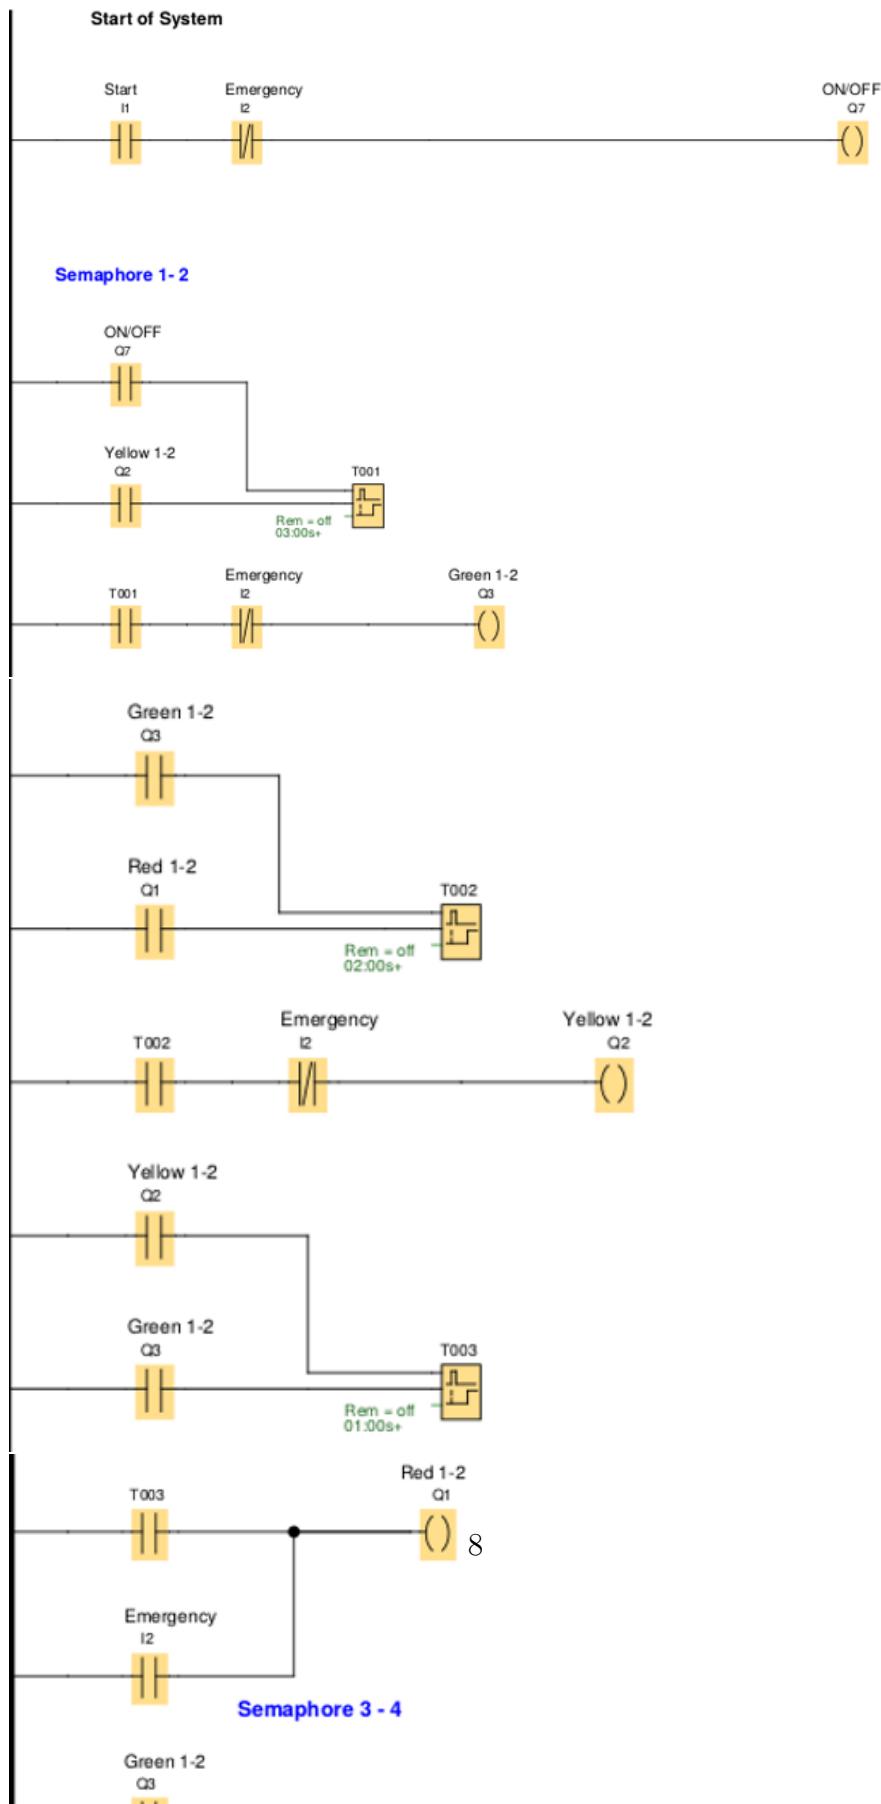 Start of System
Start Emergency ON/OFF
I1 I2 Q7
Semaphore 1- 2
ON/OFF
Q7
Yellow 1-2
Q2 T001
Rem = off
03:00s+
Emergency Green 1-2
T001 I2 Q3
Green 1-2
Q3
Red 1-2
Q1 T002
Rem = off
02:00s+
Emergency Yellow 1-2
T002 I2 Q2
Yellow 1-2
Q2
Green 1-2
Q3 T003
Rem = off
01:00s+
Red 1-2
T003 Q1
8
Emergency
I2
Semaphore 3 - 4
Green 1-2
Q3